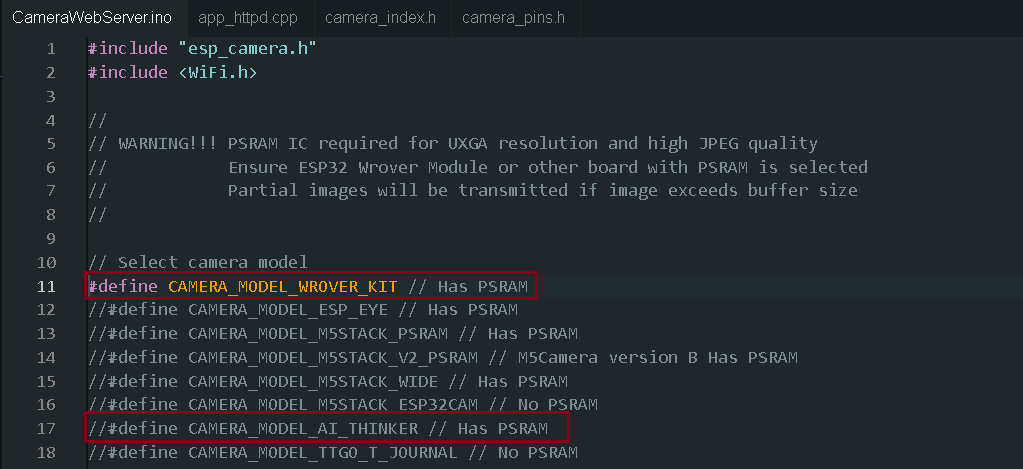 CameraWebServer.ino app_httpd.cpp camera_index.h camera_pins.h
1 #include "esp_camera.h"
2 #include <WiFi.h>
3
4 //
5 // WARNING!!! PSRAM IC required for UXGA resolution and high JPEG quality
6 //            Ensure ESP32 Wrover Module or other board with PSRAM is selected
7 //            Partial images will be transmitted if image exceeds buffer size
8 //
9
10 // Select camera model
11 #define CAMERA_MODEL_WROVER_KIT // Has PSRAM
12 //#define CAMERA_MODEL_ESP_EYE // Has PSRAM
13 //#define CAMERA_MODEL_M5STACK_PSRAM // Has PSRAM
14 //#define CAMERA_MODEL_M5STACK_V2_PSRAM // M5Camera version B Has PSRAM
15 //#define CAMERA_MODEL_M5STACK_WIDE // Has PSRAM
16 //#define CAMERA_MODEL_M5STACK_ESP32CAM // No PSRAM
17 //#define CAMERA_MODEL_AI_THINKER // Has PSRAM
18 //#define CAMERA_MODEL_TTGO_T_JOURNAL // No PSRAM